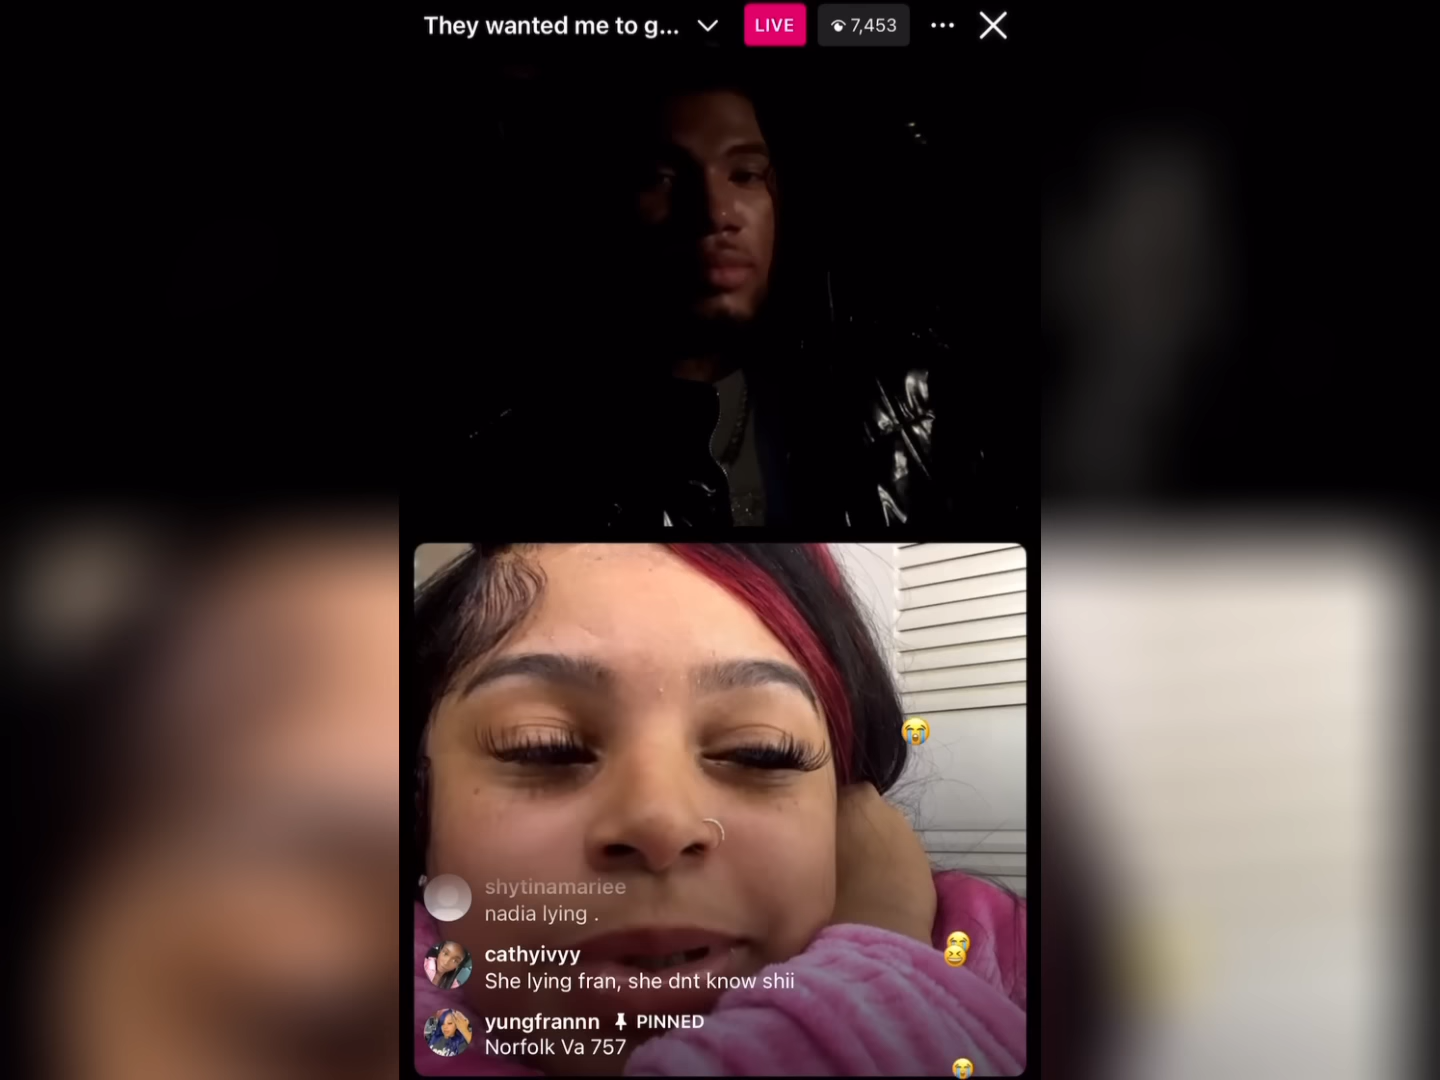 They wanted me to g...
LIVE
7,453
shytinamariee
nadia lying .
cathyivyy
She lying fran, she dnt know shii
yungfrannn PINNED
Norfolk Va 757